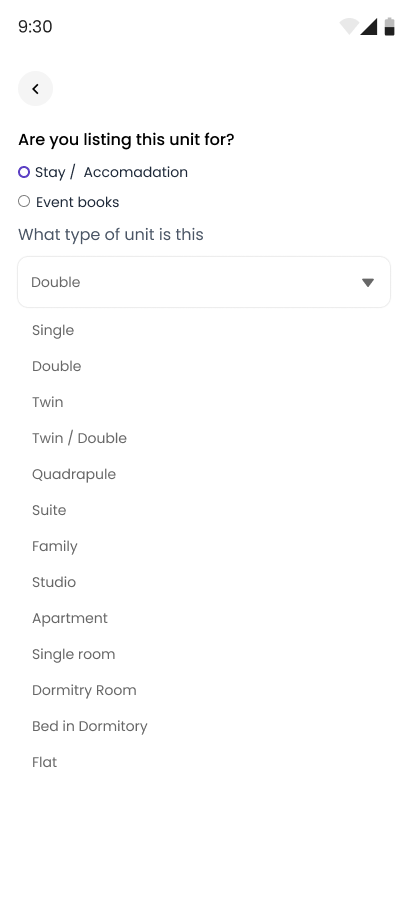 9:30
Are you listing this unit for?
Stay /  Accomadation
Event books
What type of unit is this
Double
Single
Double
Twin
Twin / Double
Quadrapule
Suite
Family
Studio
Apartment
Single room
Dormitry Room
Bed in Dormitory
Flat